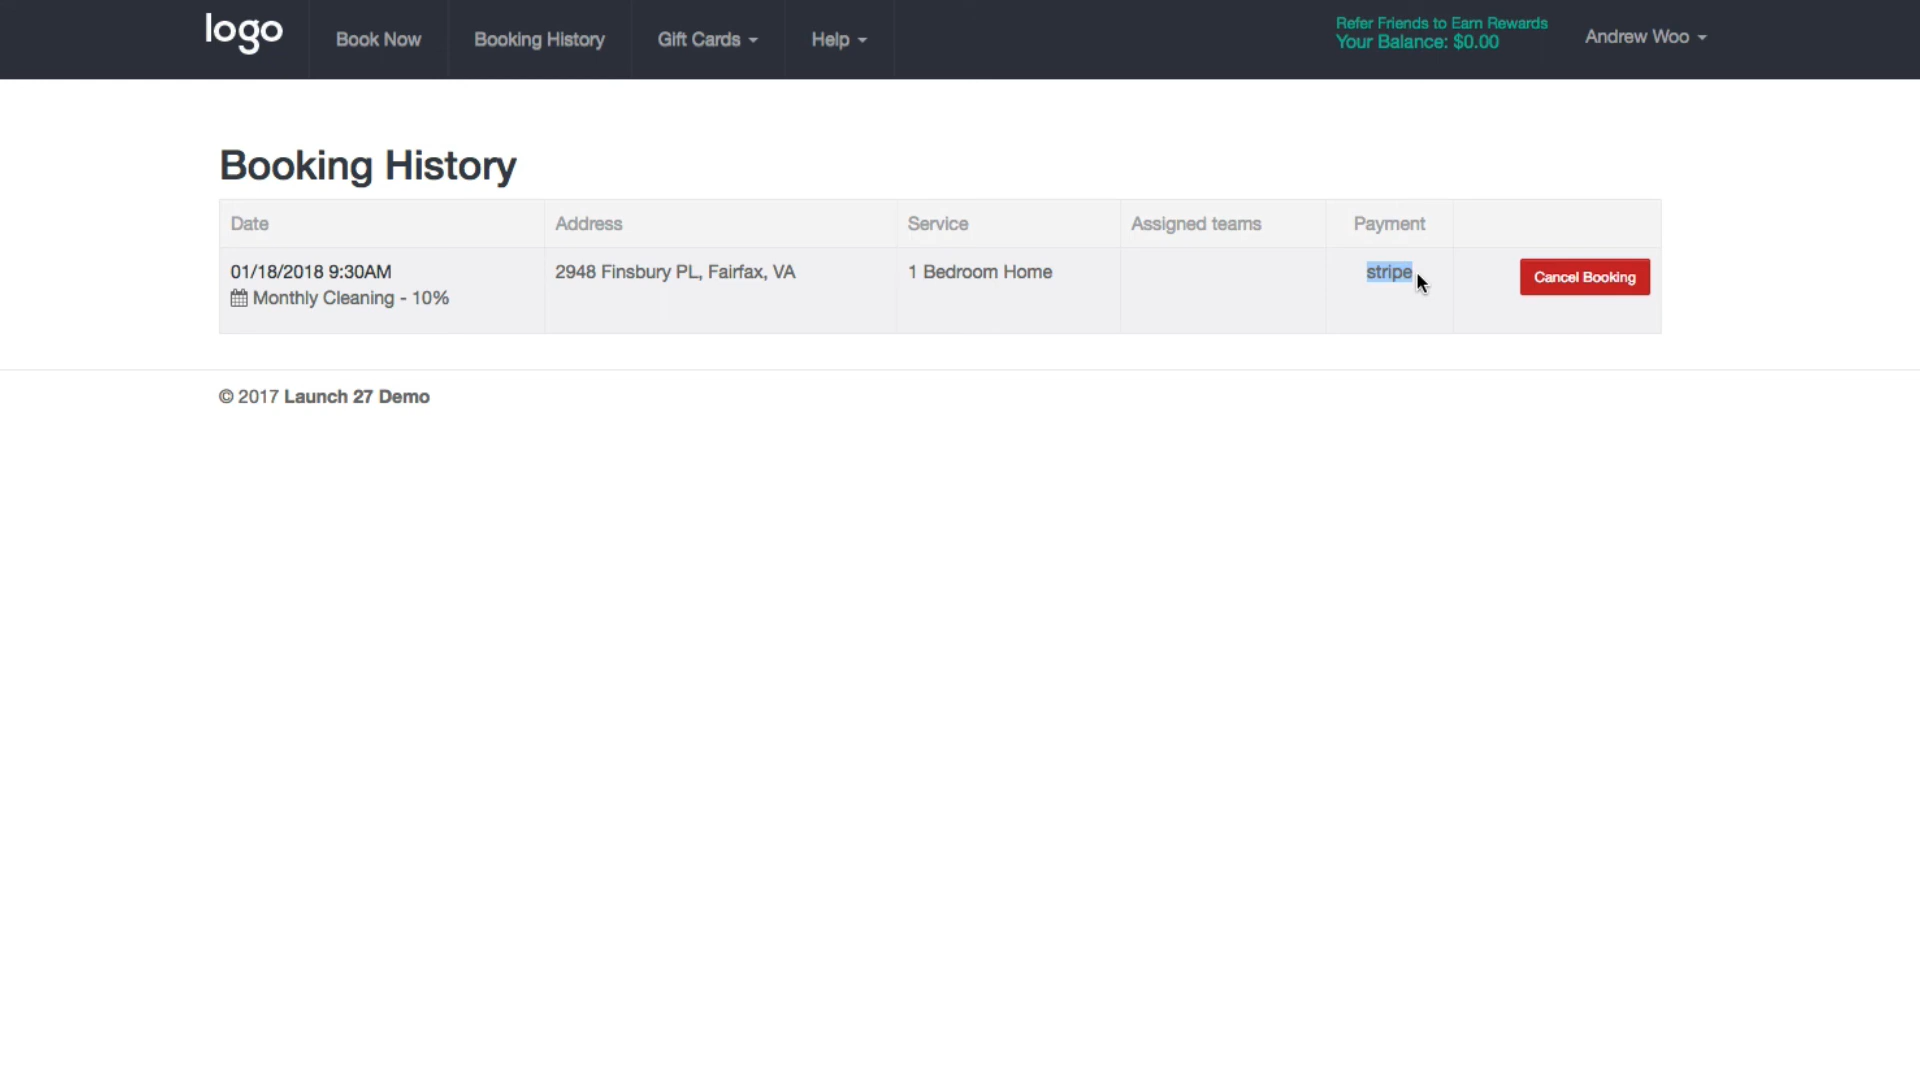 logo
Book Now
Booking History
Gift Cards
Help
Refer Friends to Earn Rewards
Your Balance: $0.00
Andrew Woo
Booking History
Date
Address
Service
Assigned teams
Payment
01/18/2018 9:30AM
Monthly Cleaning - 10%
2948 Finsbury PL, Fairfax, VA
1 Bedroom Home
stripe
Cancel Booking
© 2017 Launch 27 Demo